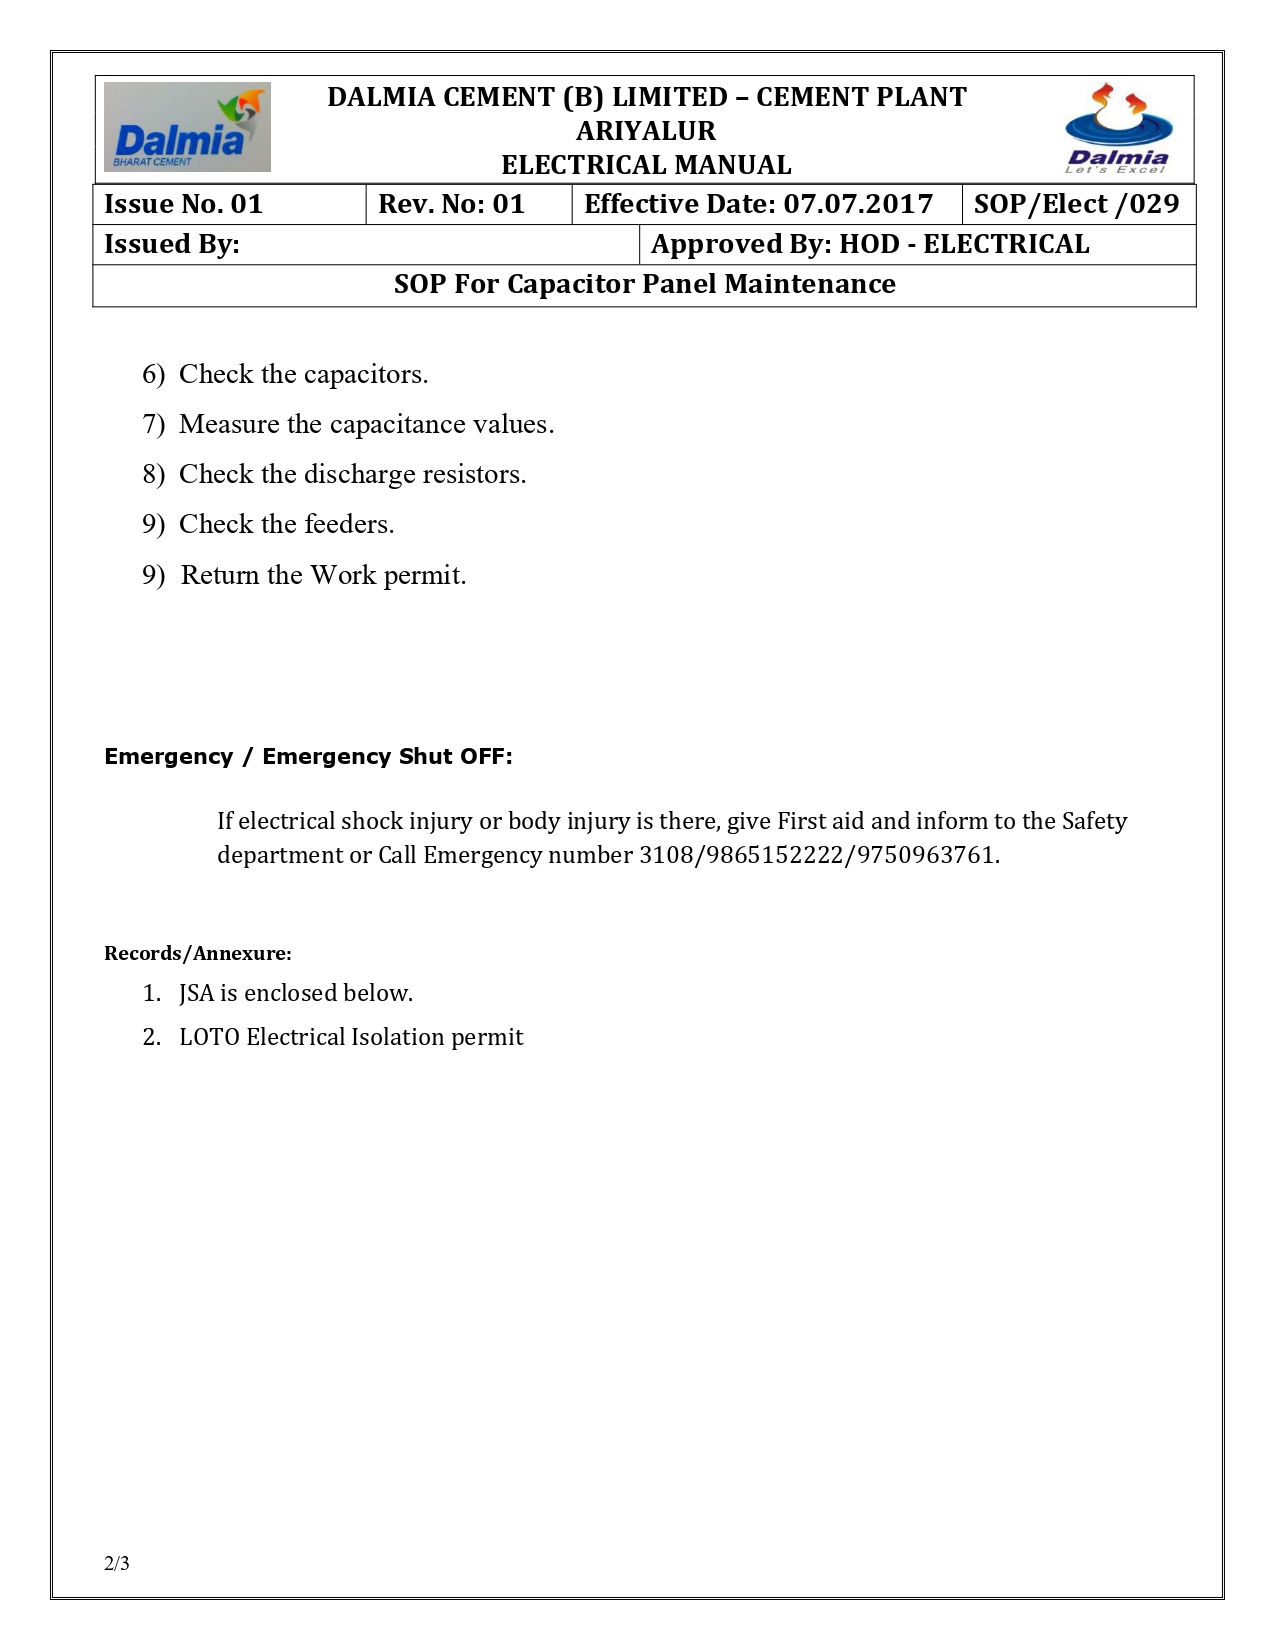 Dalmia
BHARAT CEMENT
DALMIA CEMENT (B) LIMITED – CEMENT PLANT
ARIYALUR
ELECTRICAL MANUAL
Dalmia
Let's Excel
Issue No. 01 Rev. No: 01 Effective Date: 07.07.2017 SOP/Elect /029
Issued By: Approved By: HOD - ELECTRICAL
SOP For Capacitor Panel Maintenance
6) Check the capacitors.
7) Measure the capacitance values.
8) Check the discharge resistors.
9) Check the feeders.
9) Return the Work permit.
Emergency / Emergency Shut OFF:
If electrical shock injury or body injury is there, give First aid and inform to the Safety
department or Call Emergency number 3108/9865152222/9750963761.
Records/Annexure:
1. JSA is enclosed below.
2. LOTO Electrical Isolation permit
2/3